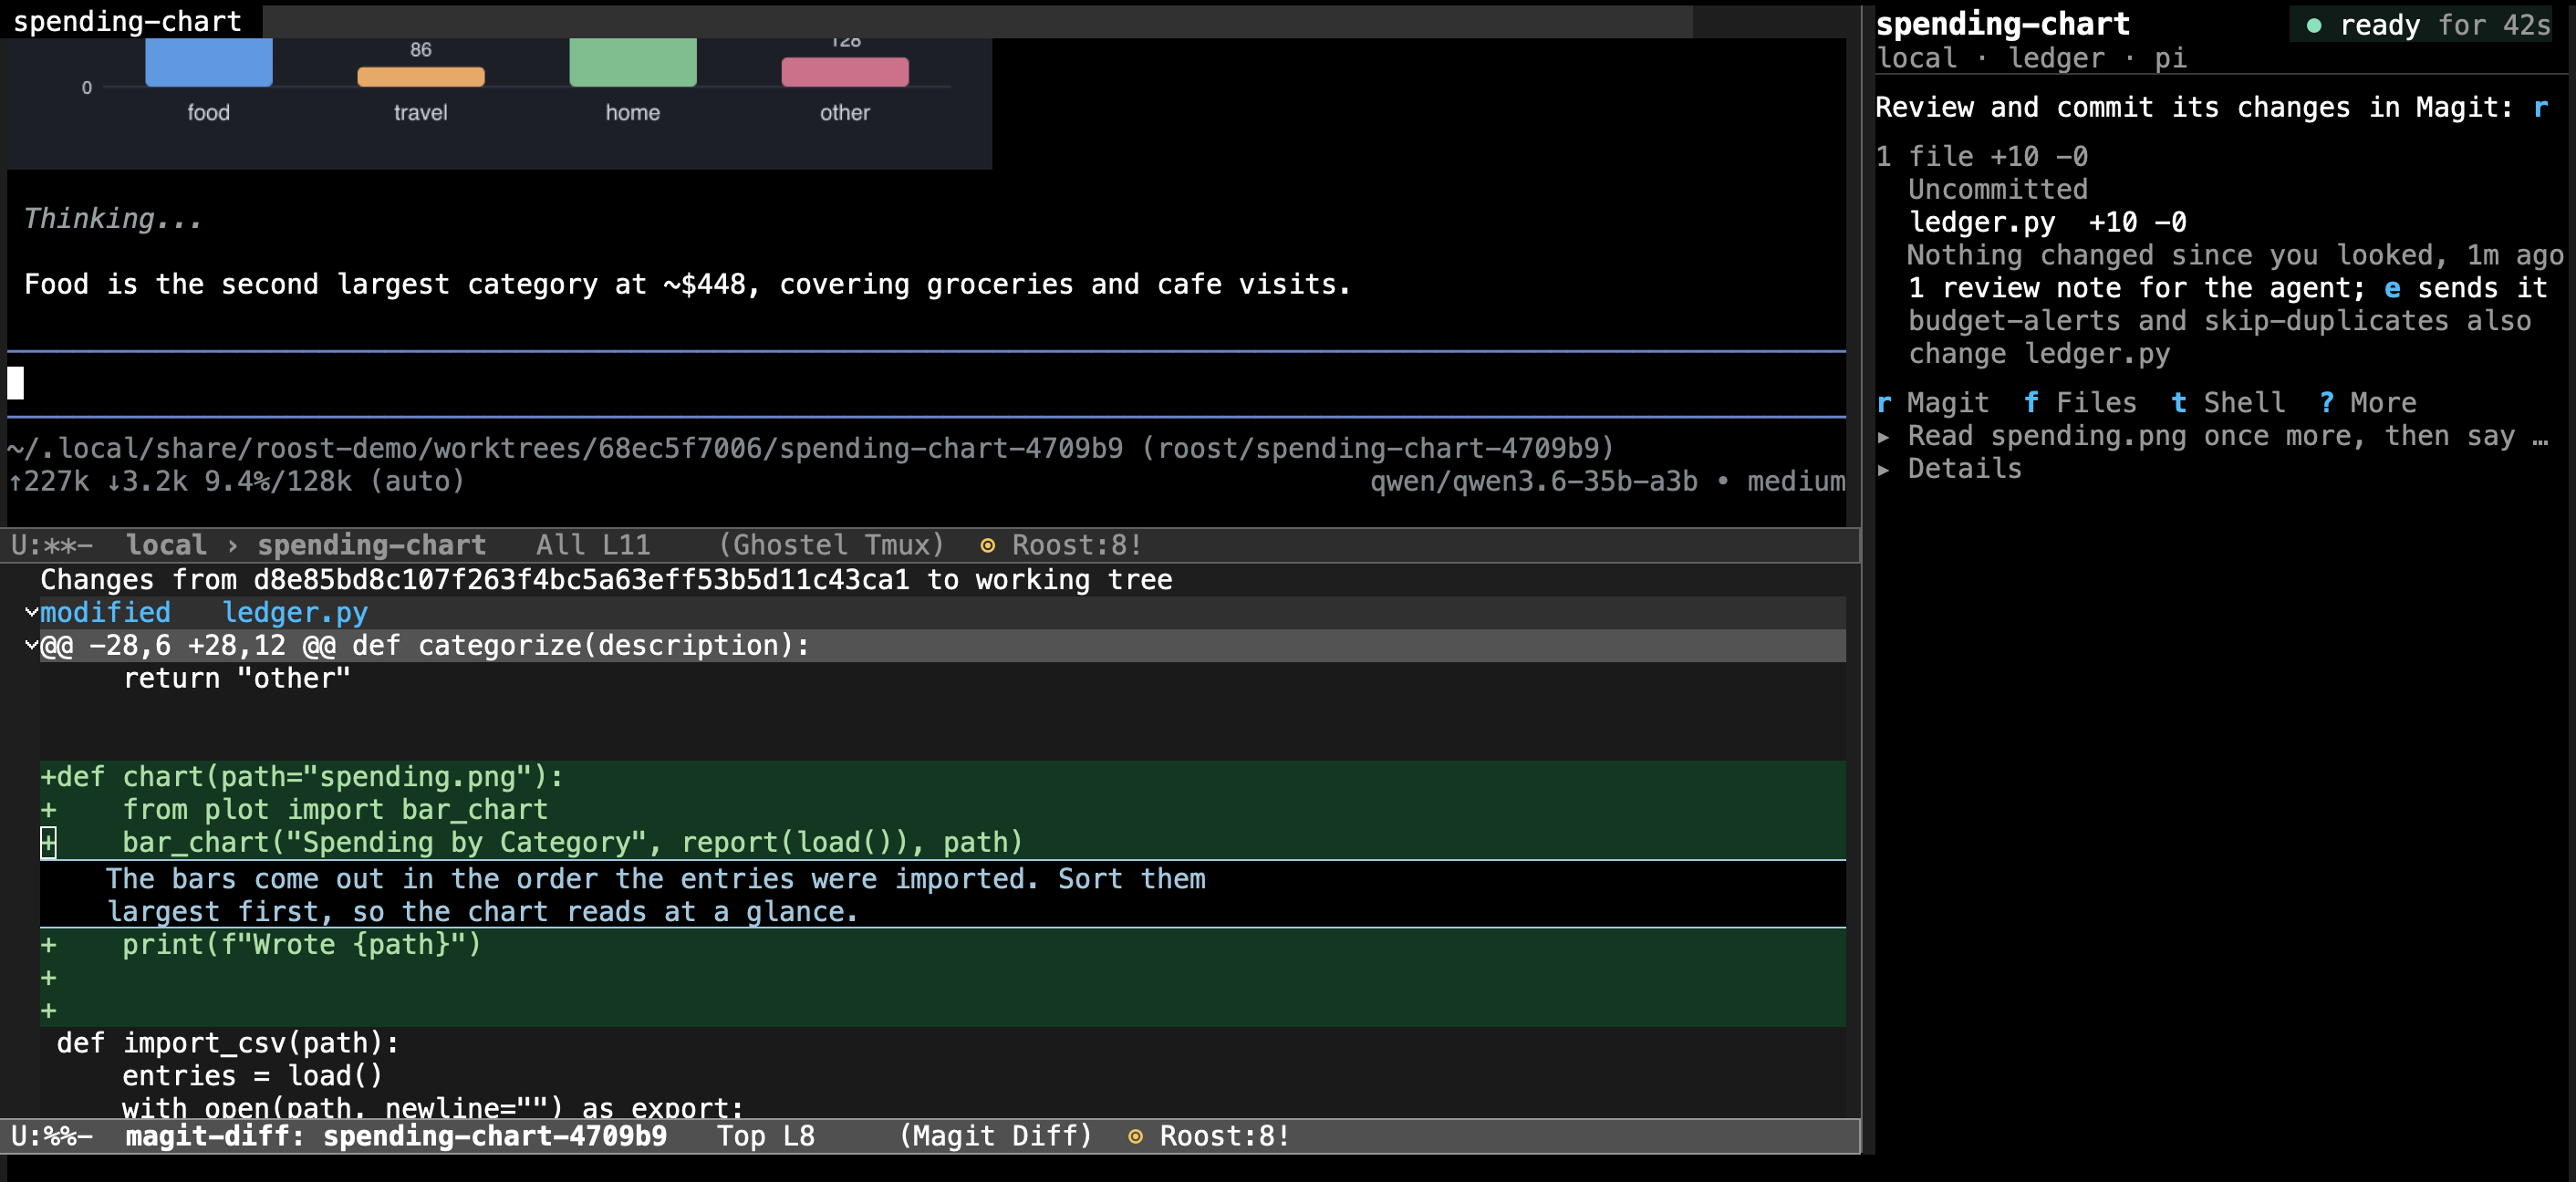 spending-chart
86
128
0
food travel home other
Thinking...
Food is the second largest category at ~$448, covering groceries and cafe visits.
~/.local/share/roost-demo/worktrees/68ec5f7006/spending-chart-4709b9 (roost/spending-chart-4709b9)
↑227k ↓3.2k 9.4%/128k (auto) qwen/qwen3.6-35b-a3b • medium
U:**- local › spending-chart All L11 (Ghostel Tmux) Roost:8!
Changes from d8e85bd8c107f263f4bc5a63eff53b5d11c43ca1 to working tree
modified ledger.py
@@ -28,6 +28,12 @@ def categorize(description):
return "other"
+def chart(path="spending.png"):
+ from plot import bar_chart
+ bar_chart("Spending by Category", report(load()), path)
The bars come out in the order the entries were imported. Sort them
largest first, so the chart reads at a glance.
+ print(f"Wrote {path}")
+
+
def import_csv(path):
entries = load()
with open(path, newline="") as export:
U:%%- magit-diff: spending-chart-4709b9 Top L8 (Magit Diff) Roost:8!
spending-chart ● ready for 42s
local · ledger · pi
Review and commit its changes in Magit: r
1 file +10 -0
Uncommitted
ledger.py +10 -0
Nothing changed since you looked, 1m ago
1 review note for the agent; e sends it
budget-alerts and skip-duplicates also
change ledger.py
r Magit f Files t Shell ? More
▸ Read spending.png once more, then say …
▸ Details